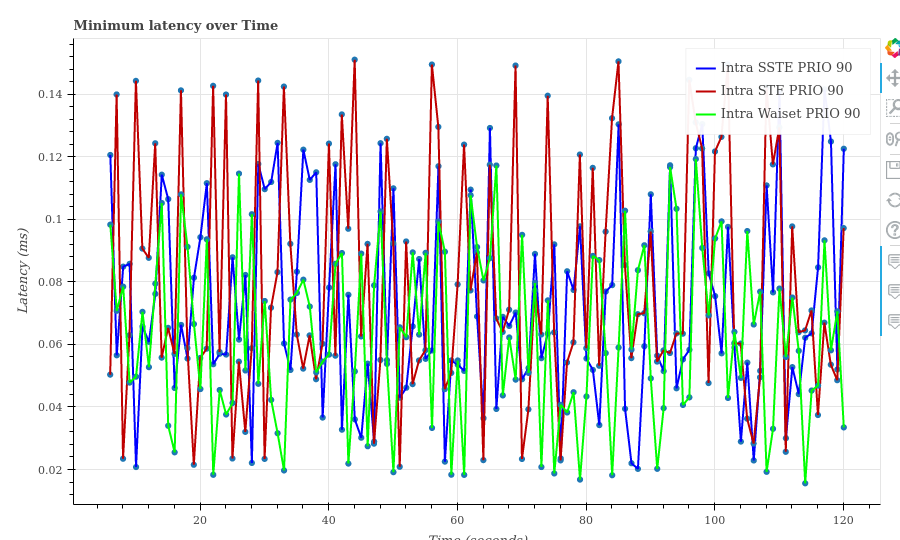 Minimum latency over Time
Intra SSTE PRIO 90
Intra STE PRIO 90
Intra Waiset PRIO 90
Latency (ms)
0.14
0.12
0.1
0.08
0.06
0.04
0.02
20 40 60 80 100 120
Time (seconds)